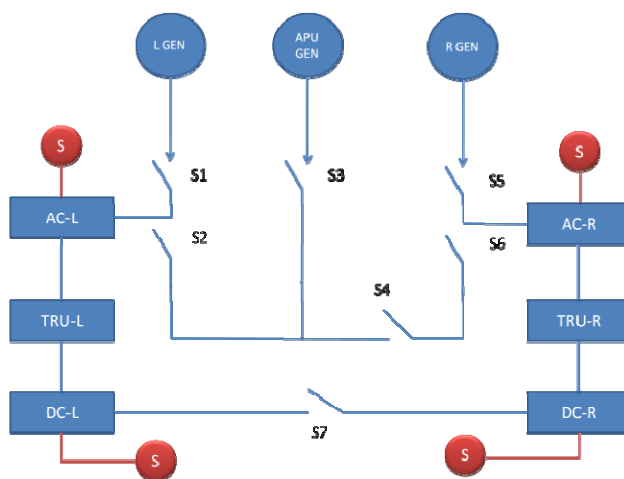 L GEN
APU
GEN
R GEN
S
S
S1
S3
S5
AC-L
AC-R
S2
S6
S4
TRU-L
TRU-R
DC-L
DC-R
S7
S
S